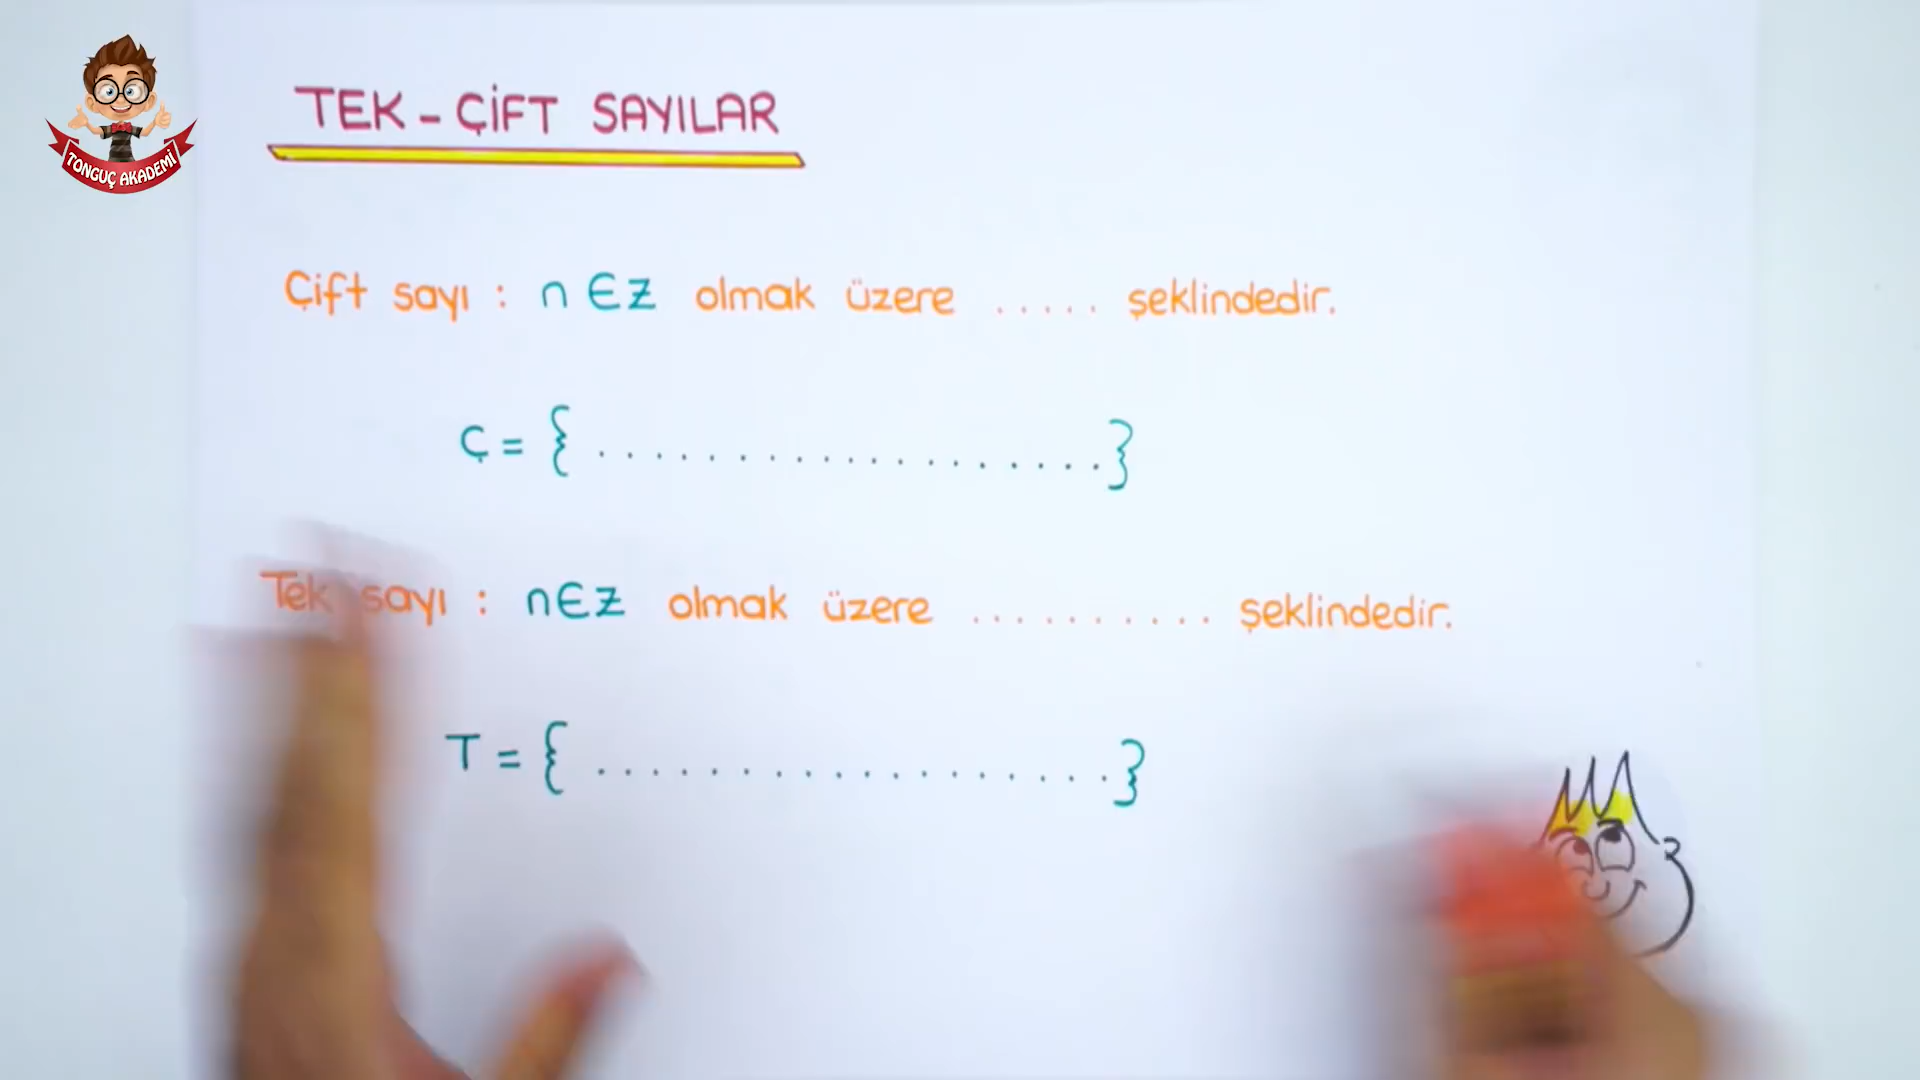 TONGUÇ AKADEMİ
TEK - ÇİFT SAYILAR
Çift sayı : n ∈ Z olmak üzere ..... şeklindedir.
Ç = { ................... }
Tek sayı : n ∈ Z olmak üzere .......... şeklindedir.
T = { .................. }